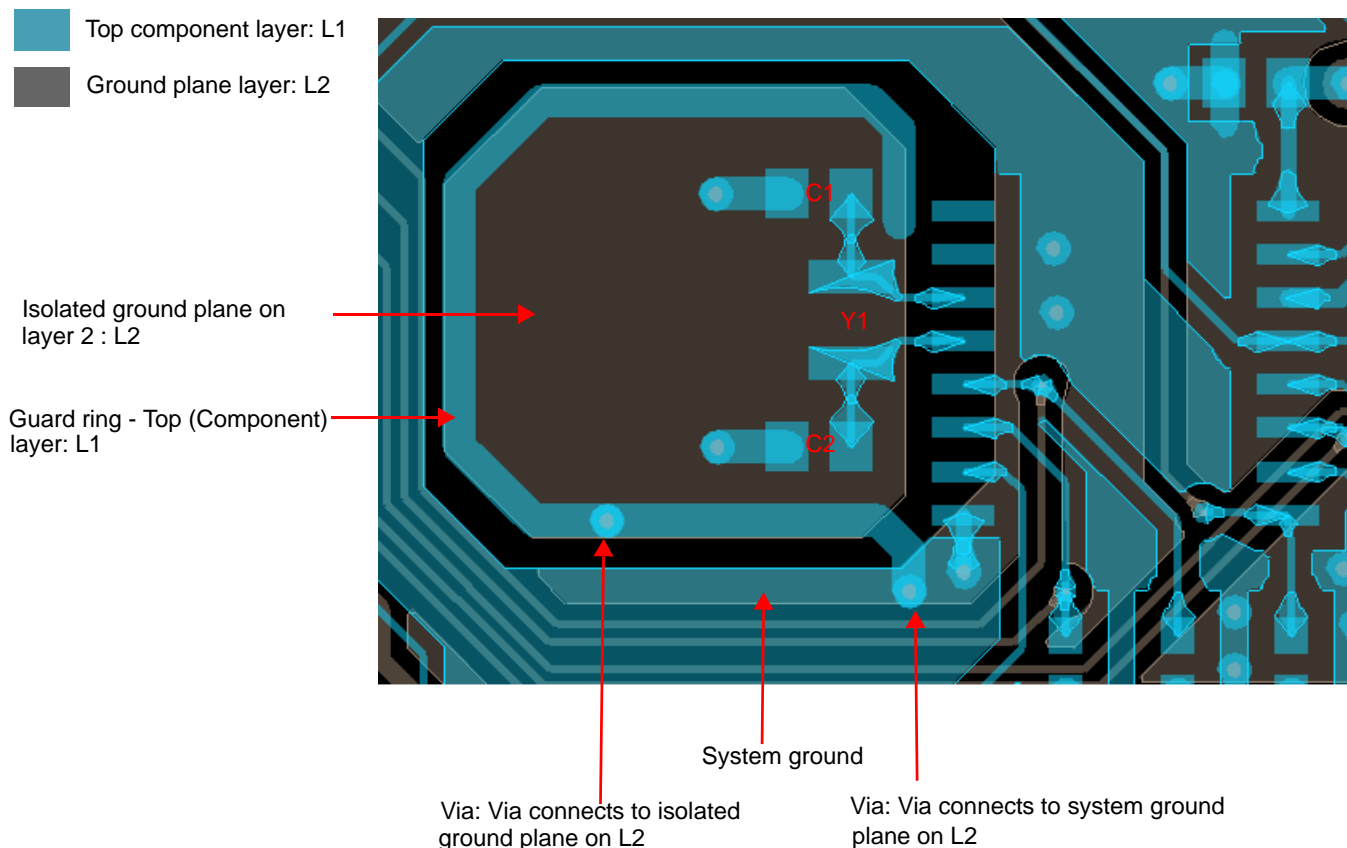 Top component layer: L1
Ground plane layer: L2
C1
Isolated ground plane on
layer 2 : L2
Y1
Guard ring - Top (Component)
layer: L1
C2
System ground
Via: Via connects to isolated
ground plane on L2
Via: Via connects to system ground
plane on L2